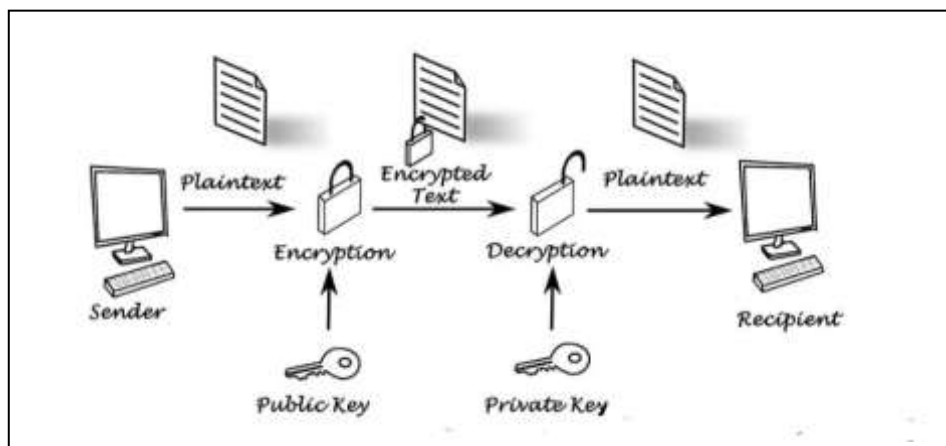 Plaintext
Encrypted
Text
Plaintext
Encryption
Decryption
Sender
Recipient
Public Key
Private Key